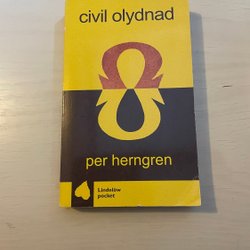 civil olydnad
per herngren
Lindelöw
pocket